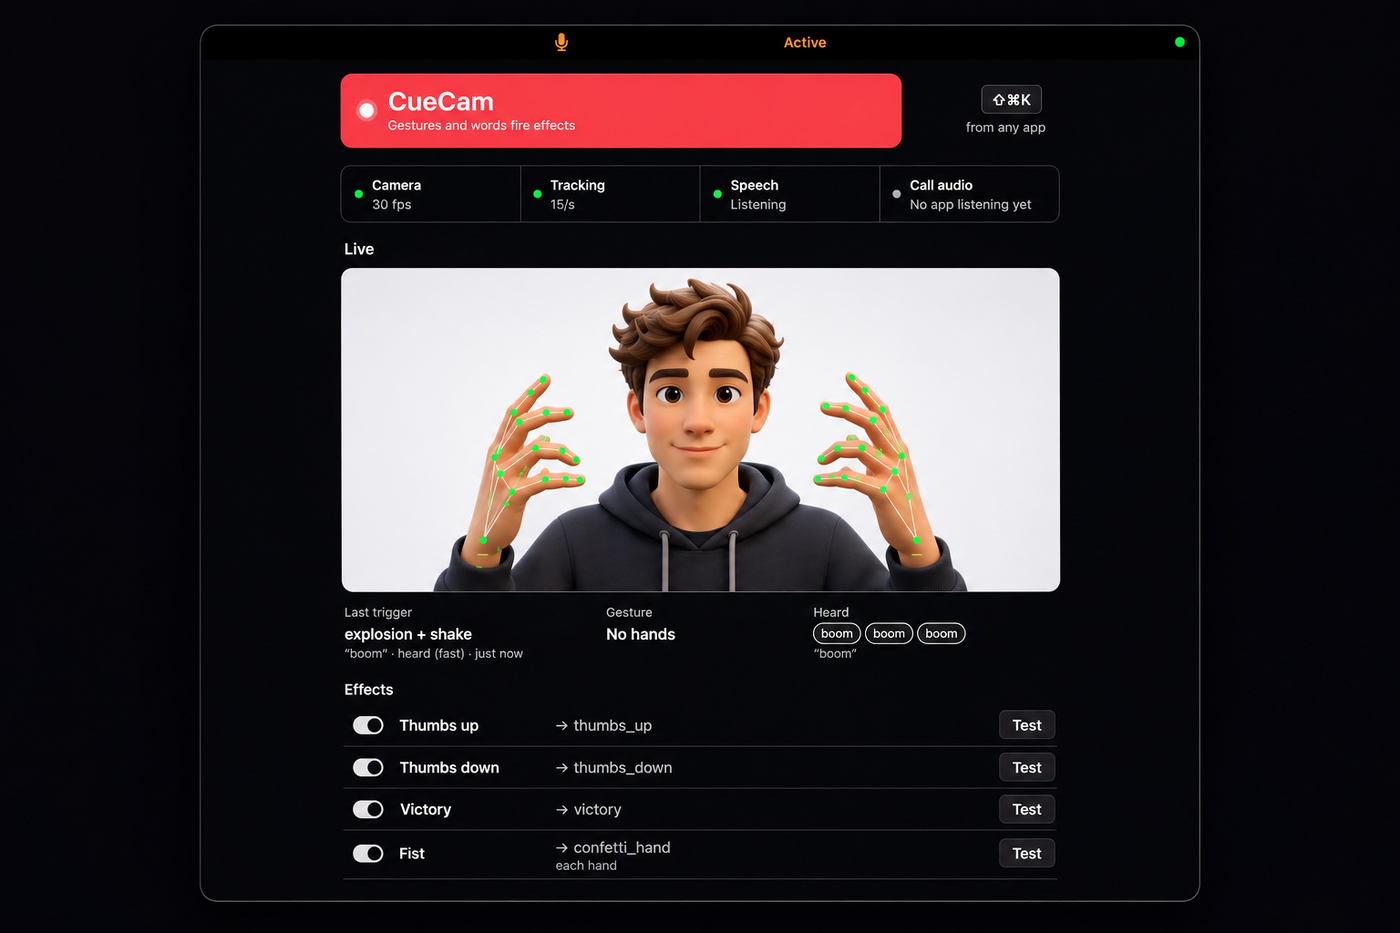 Active
CueCam
Gestures and words fire effects
⇧⌘K
from any app
Camera
30 fps
Tracking
15/s
Speech
Listening
Call audio
No app listening yet
Live
Last trigger
explosion + shake
“boom” · heard (fast) · just now
Gesture
No hands
Heard
boom boom boom
“boom”
Effects
Thumbs up → thumbs_up Test
Thumbs down → thumbs_down Test
Victory → victory Test
Fist → confetti_hand Test
each hand